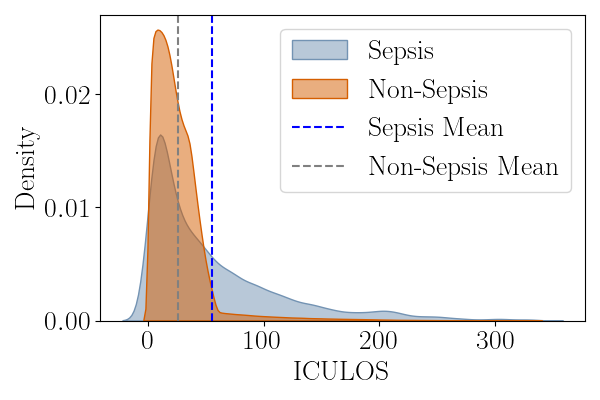 Sepsis
Non-Sepsis
Sepsis Mean
Non-Sepsis Mean
Density
0.02
0.01
0.00
0 100 200 300
ICULOS